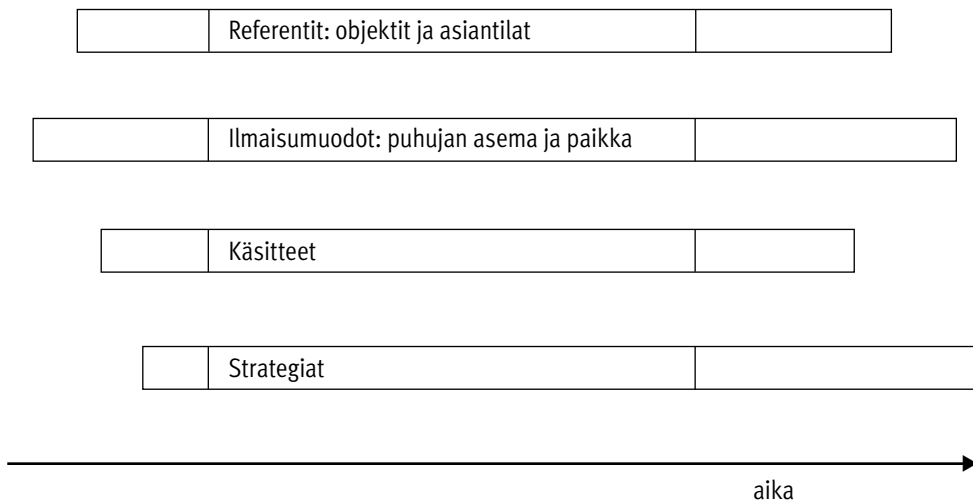 Referentit: objektit ja asiantilat
Ilmaisumuodot: puhujan asema ja paikka
Käsitteet
Strategiat
aika